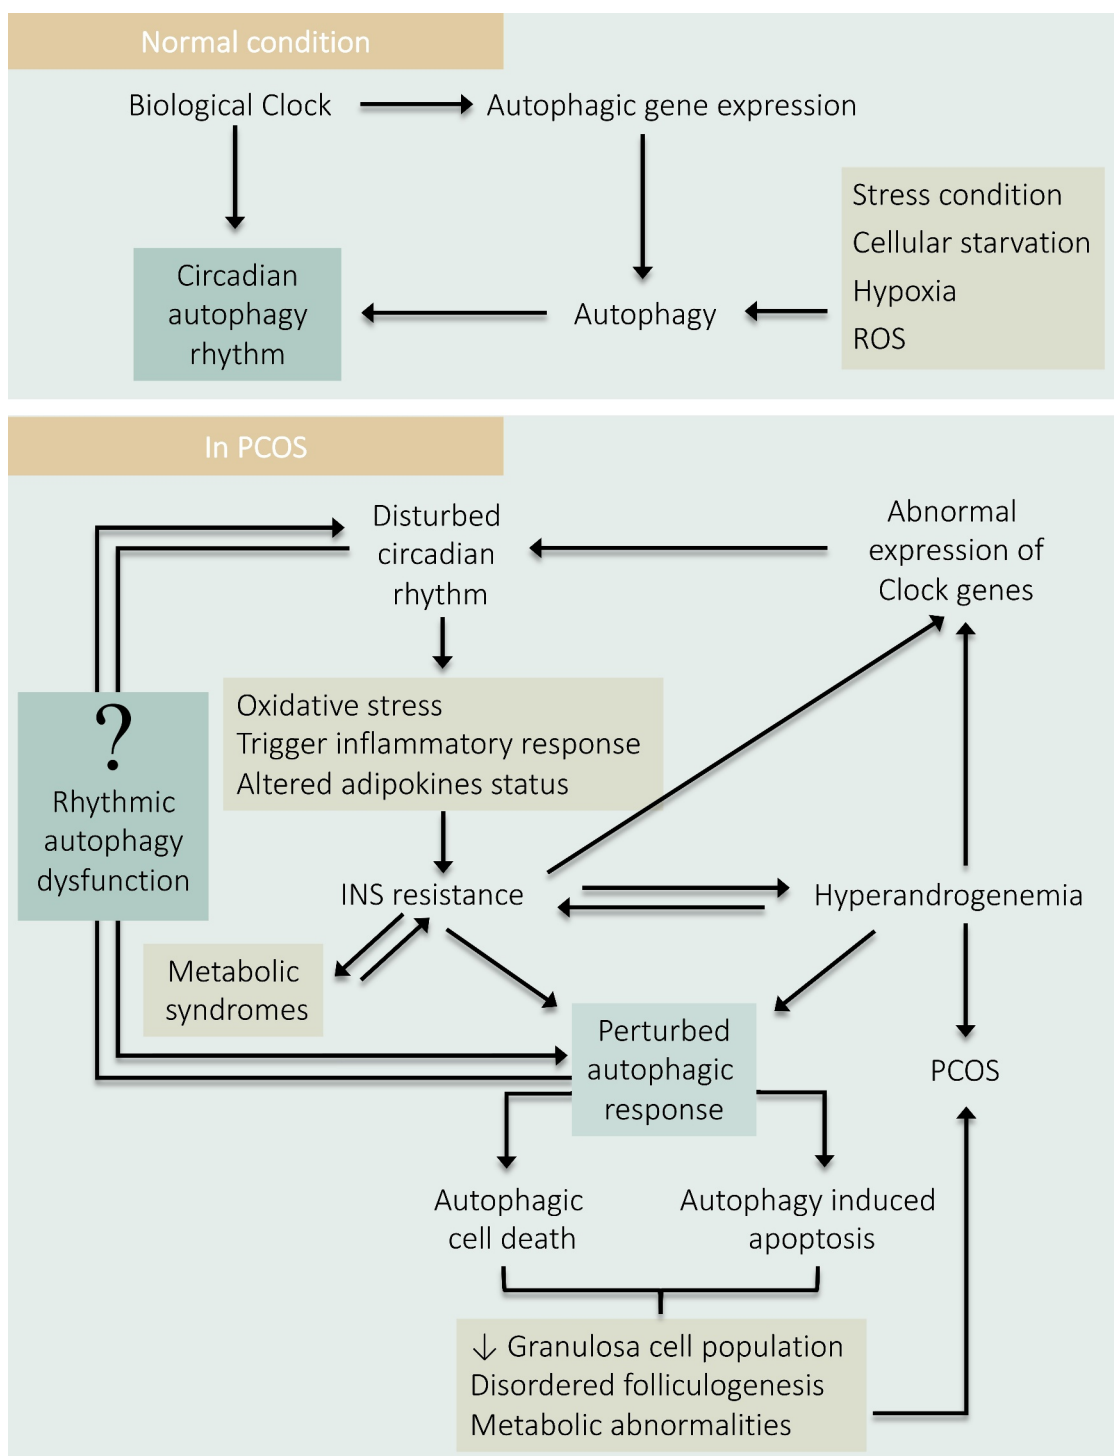 Normal condition
Biological Clock
Autophagic gene expression
Stress condition
Cellular starvation
Hypoxia
ROS
Circadian
autophagy
rhythm
Autophagy
In PCOS
Disturbed
circadian
rhythm
Abnormal
expression of
Clock genes
?
Rhythmic
autophagy
dysfunction
Oxidative stress
Trigger inflammatory response
Altered adipokines status
INS resistance
Hyperandrogenemia
Metabolic
syndromes
Perturbed
autophagic
response
PCOS
Autophagic
cell death
Autophagy induced
apoptosis
↓ Granulosa cell population
Disordered folliculogenesis
Metabolic abnormalities